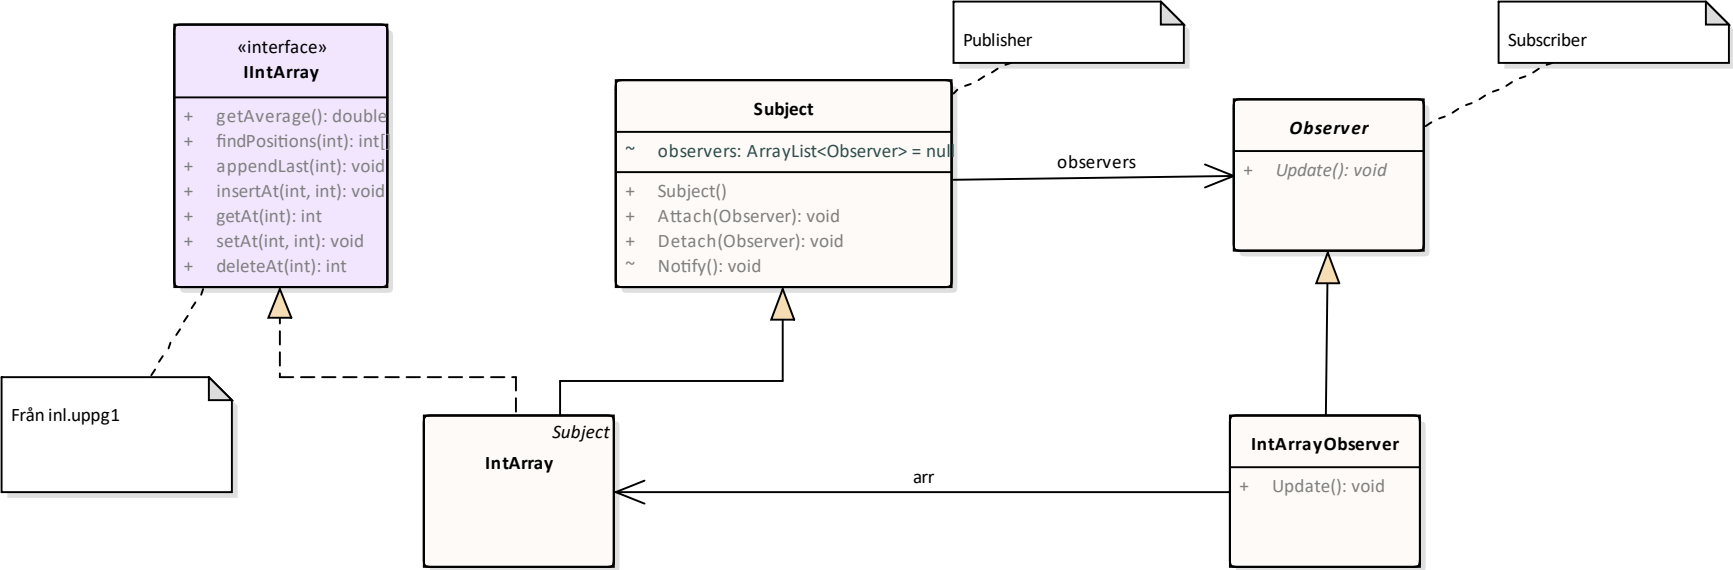 Publisher
Subscriber
«interface»
IIntArray
+ getAverage(): double
+ findPositions(int): int[]
+ appendLast(int): void
+ insertAt(int, int): void
+ getAt(int): int
+ setAt(int, int): void
+ deleteAt(int): int
Subject
~ observers: ArrayList<Observer> = null
+ Subject()
+ Attach(Observer): void
+ Detach(Observer): void
~ Notify(): void
observers
Observer
+ Update(): void
Från inl.uppg1
Subject
IntArray
arr
IntArrayObserver
+ Update(): void